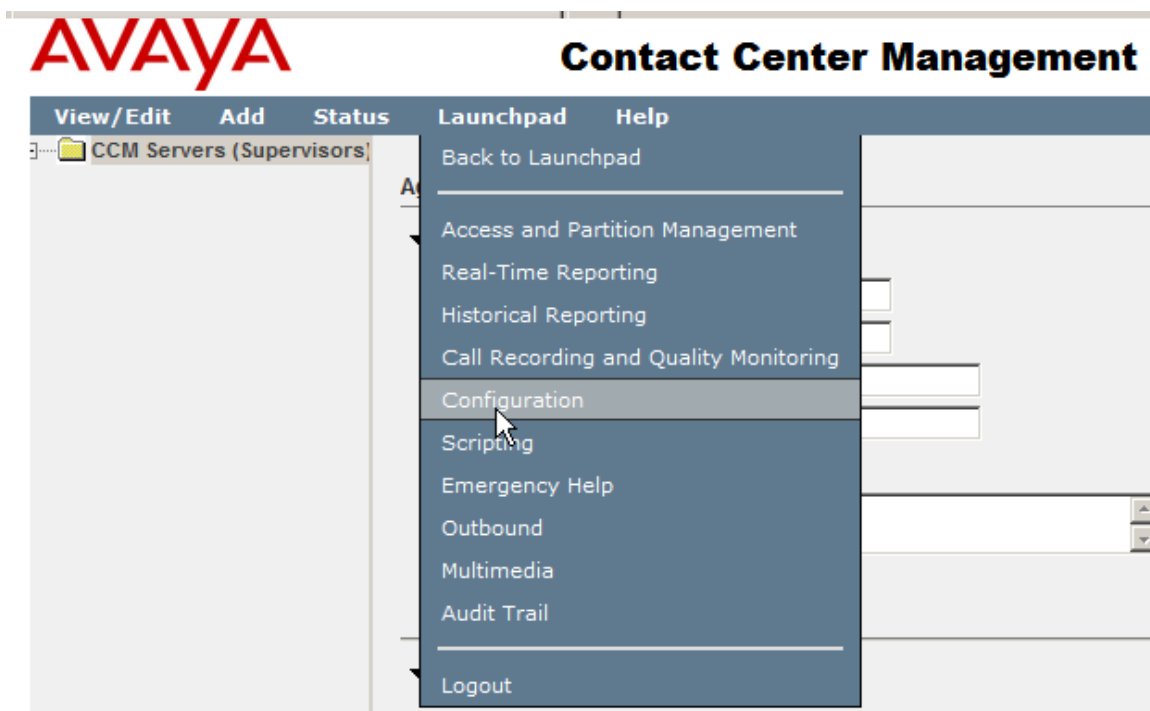 AVAYA
Contact Center Management
View/Edit Add Status Launchpad Help
CCM Servers (Supervisors)
Back to Launchpad
Access and Partition Management
Real-Time Reporting
Historical Reporting
Call Recording and Quality Monitoring
Configuration
Scripting
Emergency Help
Outbound
Multimedia
Audit Trail
Logout